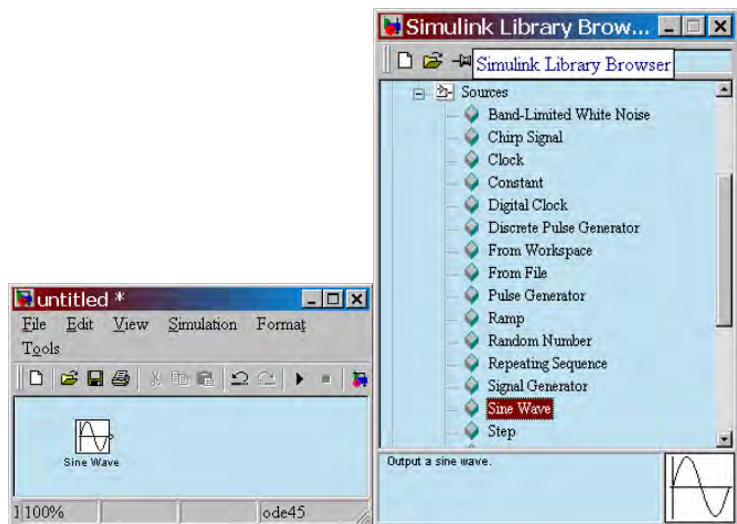 Simulink Library Brow...
Simulink Library Browser
Sources
Band-Limited White Noise
Chirp Signal
Clock
Constant
Digital Clock
Discrete Pulse Generator
From Workspace
From File
Pulse Generator
Ramp
Random Number
Repeating Sequence
Signal Generator
Sine Wave
Step
Output a sine wave.
untitled *
File Edit View Simulation Format
Tools
Sine Wave
100% ode45